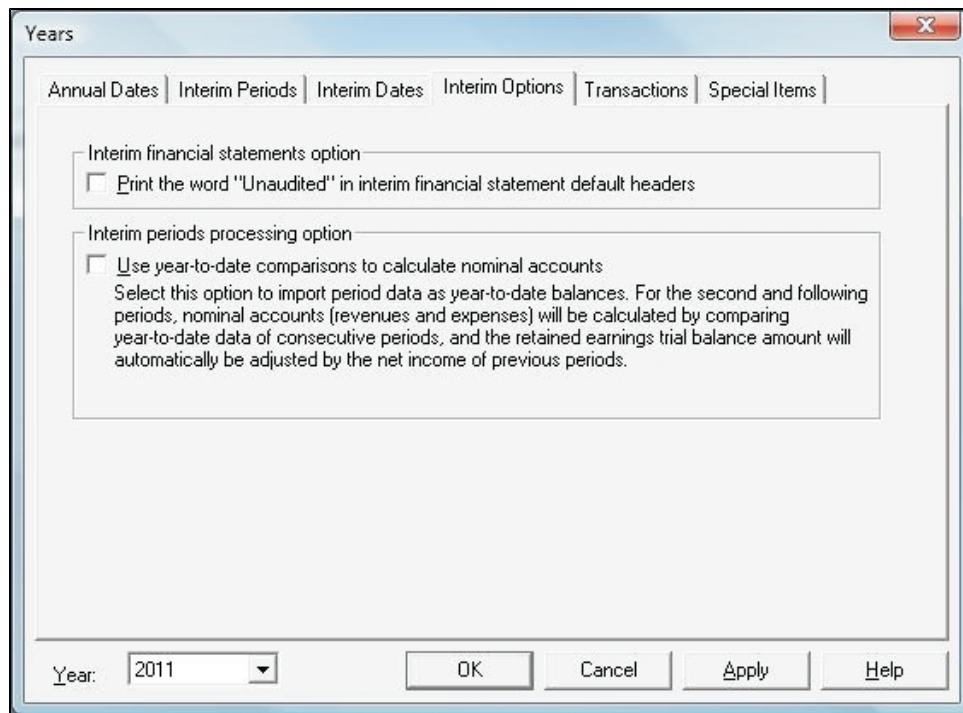 Years
Annual Dates
Interim Periods
Interim Dates
Interim Options
Transactions
Special Items
Interim financial statements option
Print the word "Unaudited" in interim financial statement default headers
Interim periods processing option
Use year-to-date comparisons to calculate nominal accounts
Select this option to import period data as year-to-date balances. For the second and following
periods, nominal accounts (revenues and expenses) will be calculated by comparing
year-to-date data of consecutive periods, and the retained earnings trial balance amount will
automatically be adjusted by the net income of previous periods.
Year: 2011
OK
Cancel
Apply
Help